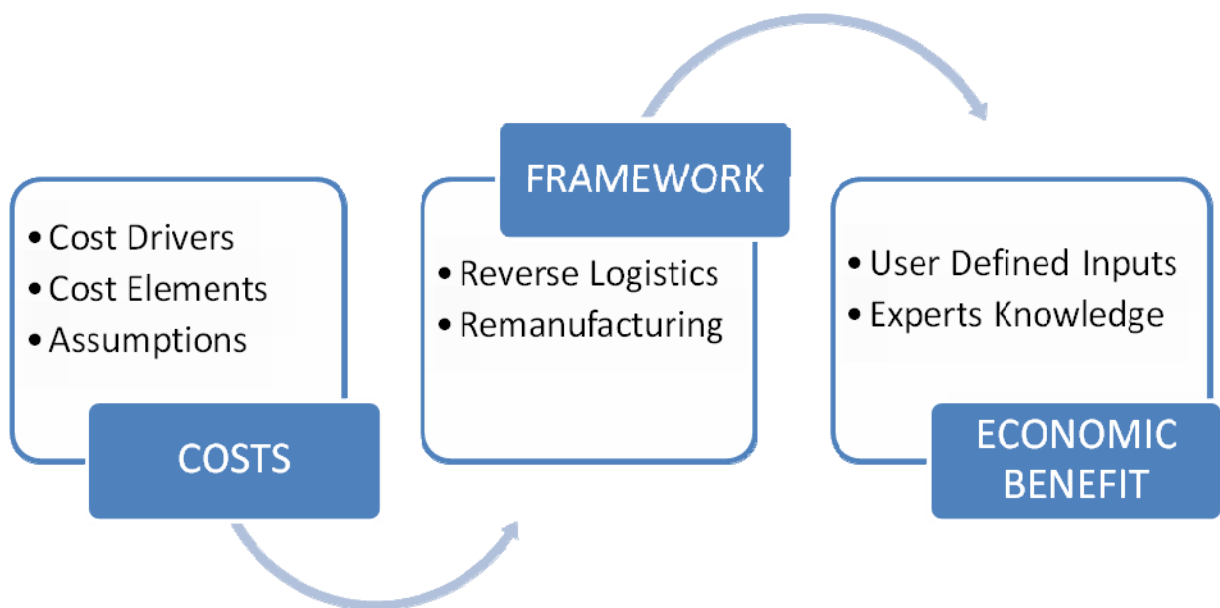 • Cost Drivers
• Cost Elements
• Assumptions
COSTS
FRAMEWORK
• Reverse Logistics
• Remanufacturing
• User Defined Inputs
• Experts Knowledge
ECONOMIC
BENEFIT